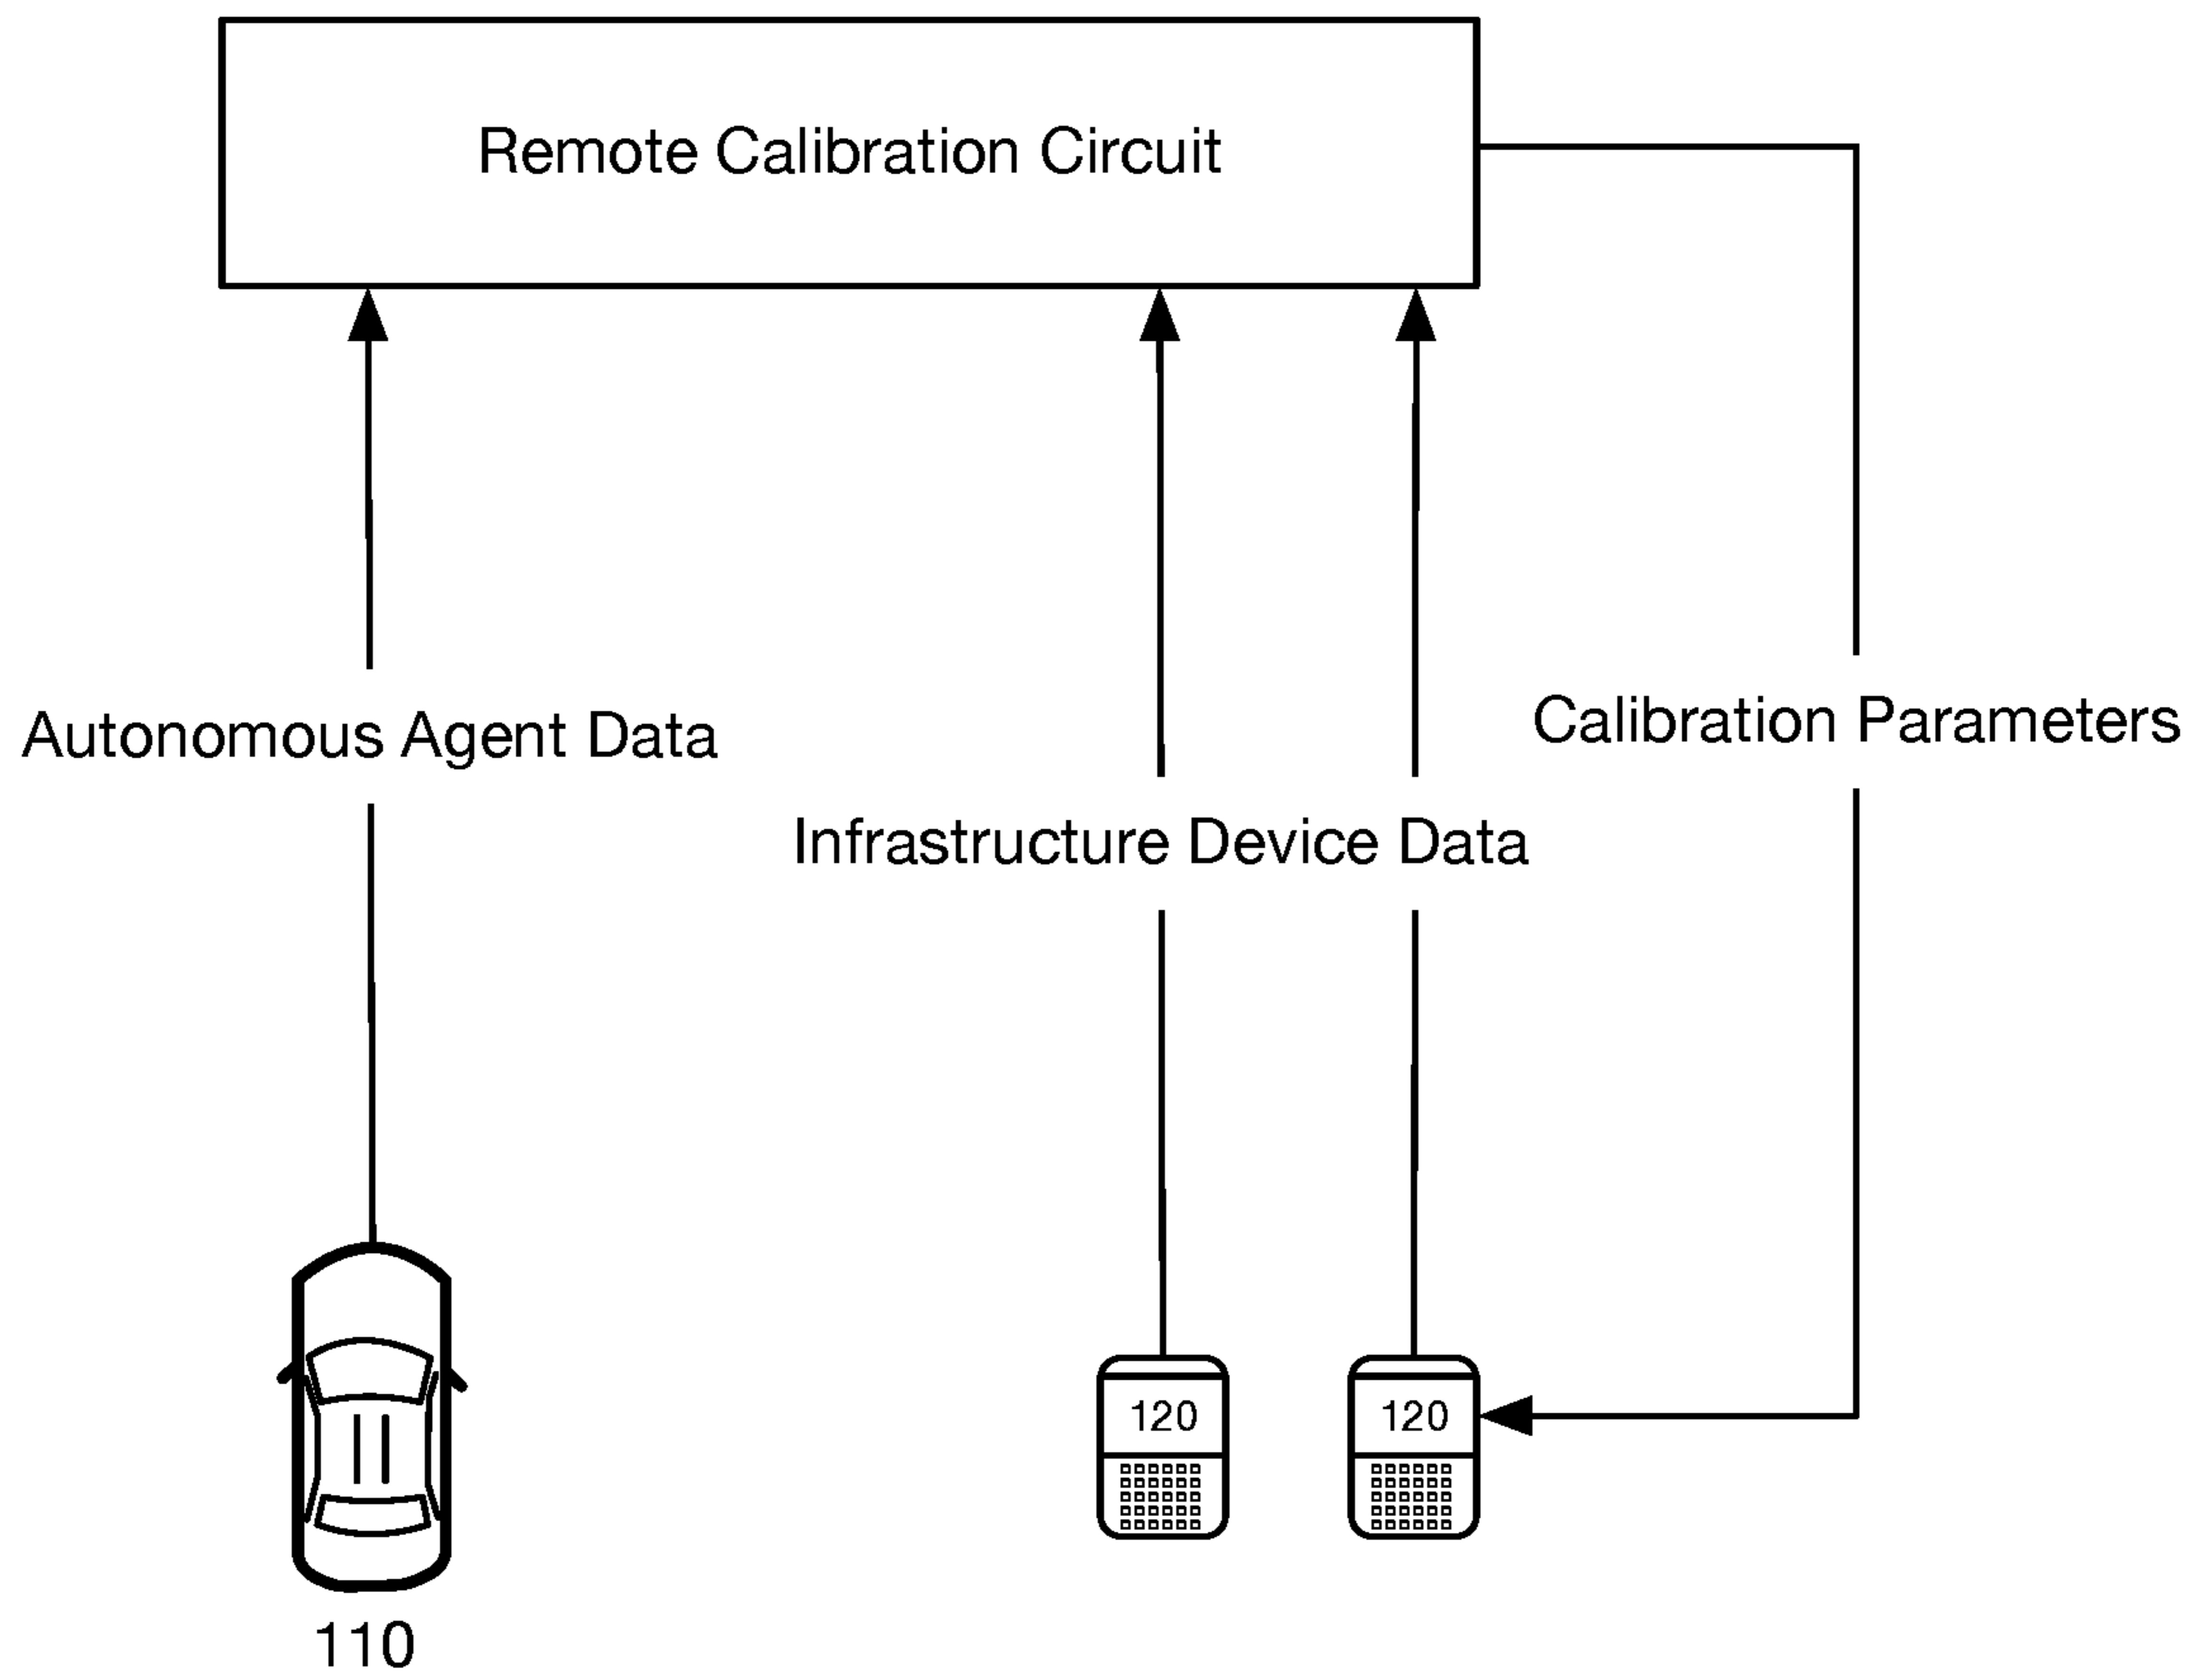 Remote Calibration Circuit
Autonomous Agent Data
Calibration Parameters
Infrastructure Device Data
120
120
110